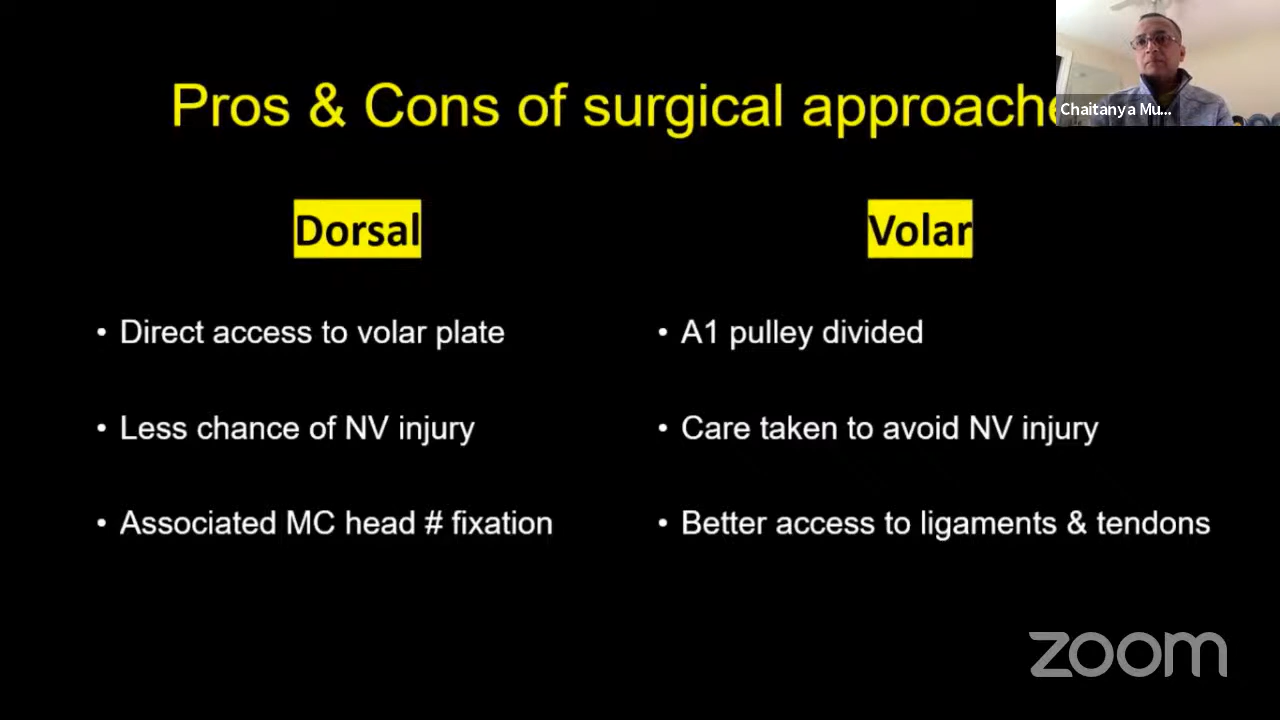 Pros & Cons of surgical approache
Chaitanya Mu...
Dorsal
• Direct access to volar plate
• Less chance of NV injury
• Associated MC head # fixation
Volar
• A1 pulley divided
• Care taken to avoid NV injury
• Better access to ligaments & tendons
zoom